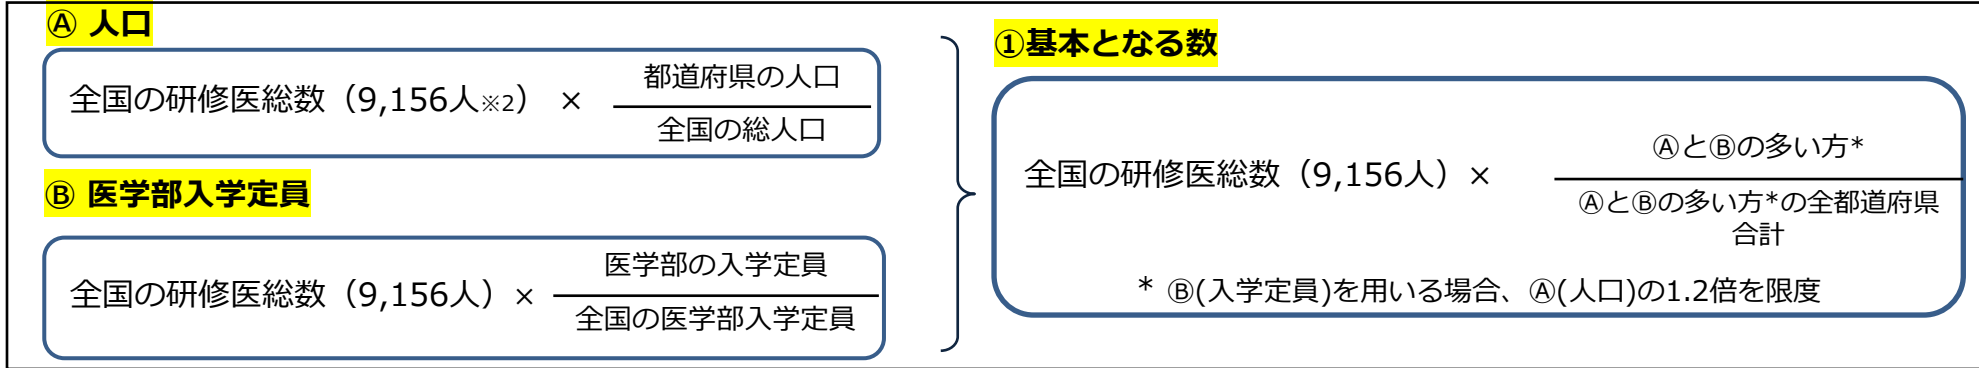 Ⓐ 人口
全国の研修医総数（9,156人※2） ×
都道府県の人口
全国の総人口
Ⓑ 医学部入学定員
全国の研修医総数（9,156人）×
医学部の入学定員
全国の医学部入学定員
①基本となる数
全国の研修医総数（9,156人）×
ⒶとⒷの多い方*
ⒶとⒷの多い方*の全都道府県
合計
* Ⓑ(入学定員)を用いる場合、Ⓐ(人口)の1.2倍を限度